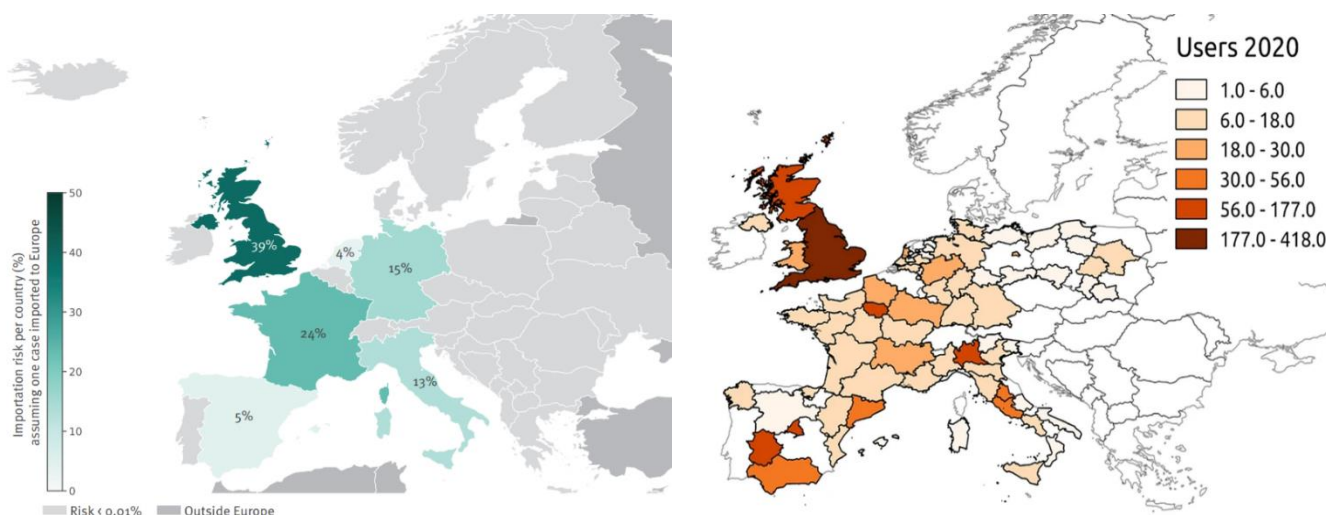 Importation risk per country (%)
assuming one case imported to Europe
50
40
30
20
10
0
39%
4%
15%
24%
13%
5%
Risk < 0.01%
Outside Europe
Users 2020
1.0 - 6.0
6.0 - 18.0
18.0 - 30.0
30.0 - 56.0
56.0 - 177.0
177.0 - 418.0